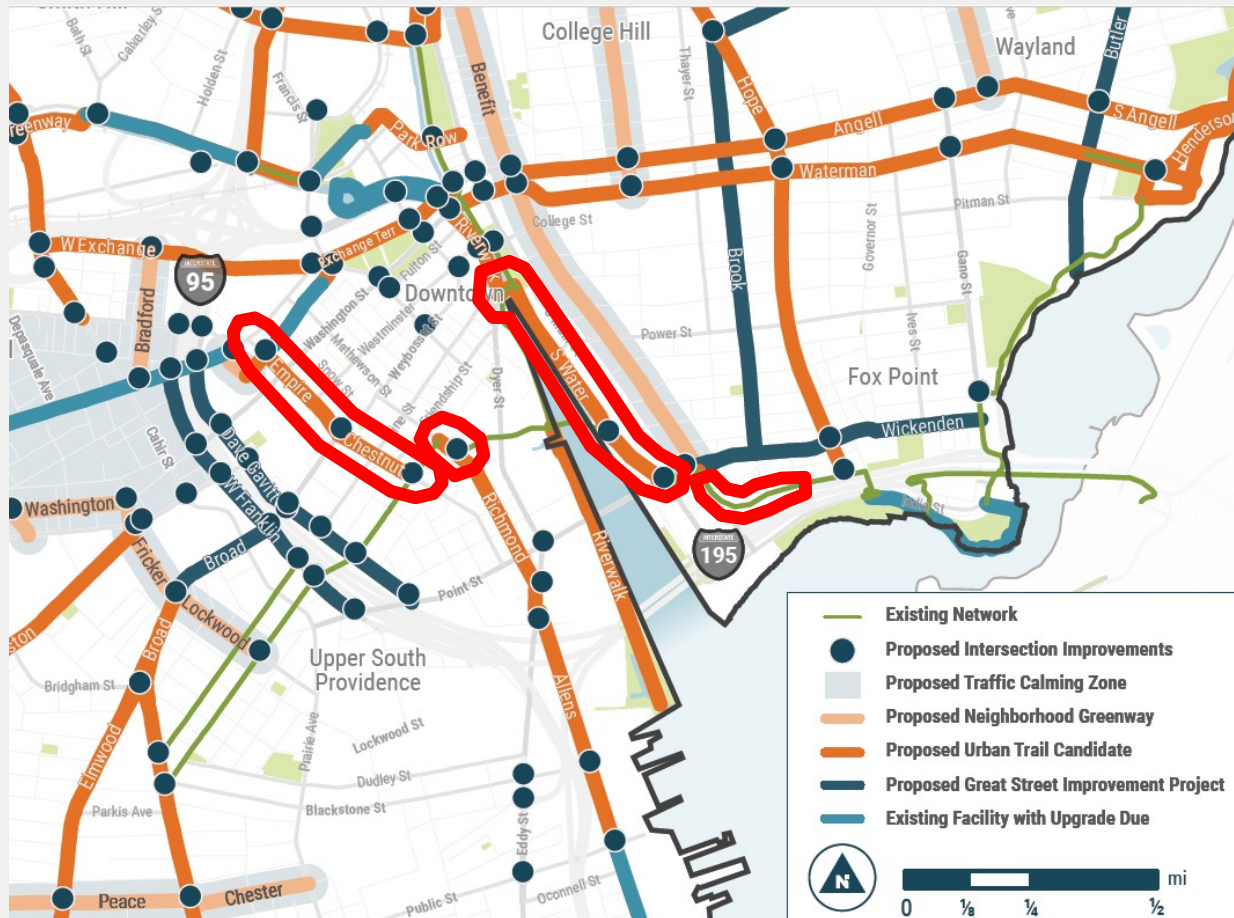 Bath St
Calverley St
Holden St
Francis St
College Hill
Thayer St
Wayland
Butler
Benefit
Hope
Park Row
Angell
S Angell
Henderson
Waterman
Pitman St
College St
Governor St
Gano St
W Exchange
Exchange Terr
Riverwalk
Fulton St
INTERSTATE
95
Downtown
Brook
Bradford
Depasquale Ave
Washington St
Westminster
Mathewson St
Weybosset St
Snow St
Power St
Ives St
S Water
Empire
Friendship St
Dyer St
Fox Point
Chestnut
Wickenden
Cahir St
Dave Gavitt
W Franklin
Washington
Richmond
INTERSTATE
195
Fricker
Broad
Point St
Riverwalk
Lockwood
Broad
Upper South
Providence
Bridgham St
Prairie Ave
Lockwood St
Allens
Elmwood
Dudley St
Blackstone St
Parkis Ave
Eddy St
Oconnell St
Public St
Peace
Chester
Existing Network
Proposed Intersection Improvements
Proposed Traffic Calming Zone
Proposed Neighborhood Greenway
Proposed Urban Trail Candidate
Proposed Great Street Improvement Project
Existing Facility with Upgrade Due
N
mi
0 ⅛ ¼ ½